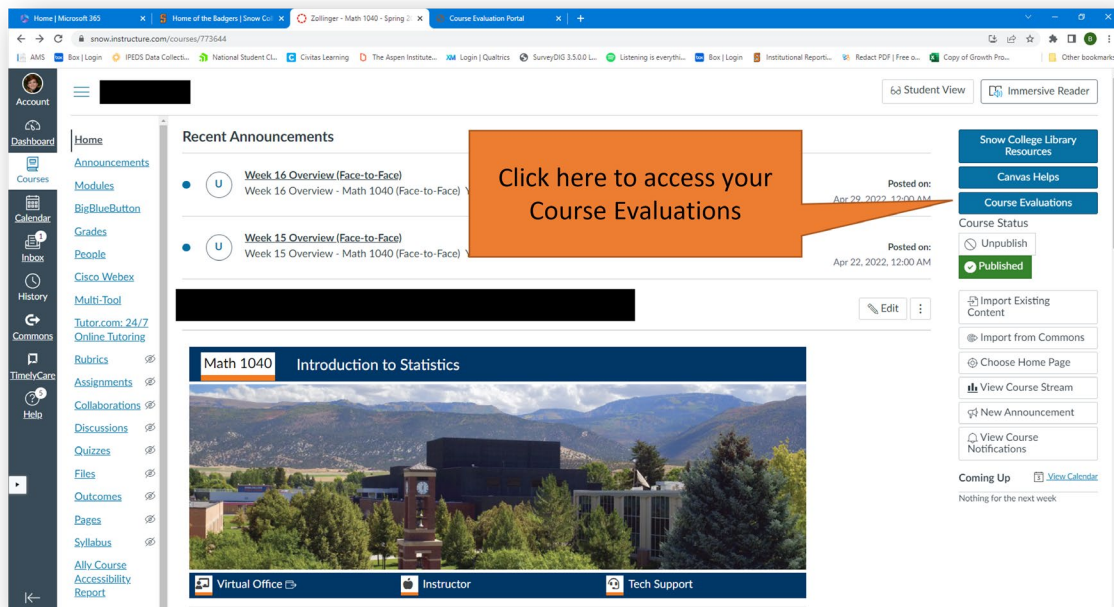 Home | Microsoft 365
Home of the Badgers | Snow Col
Zollinger - Math 1040 - Spring 2
Course Evaluation Portal
snow.instructure.com/courses/773644
AMS
Box | Login
IPEDS Data Collecti...
National Student Cl...
Citvitas Learning
The Aspen Institute...
Login | Qualtrics
SurveyDIG 3.5.0.0 L...
Listening is everythi...
Box | Login
Institutional Reporti...
Redact PDF | Free o...
Copy of Growth Pro...
Other bookmarks
Account
Dashboard
Courses
Calendar
1
Inbox
History
Commons
TimelyCare
5
Help
Student View
Immersive Reader
Home
Announcements
Modules
BigBlueButton
Grades
People
Cisco Webex
Multi-Tool
Tutor.com: 24/7
Online Tutoring
Rubrics
Assignments
Collaborations
Discussions
Quizzes
Files
Outcomes
Pages
Syllabus
Ally Course
Accessibility
Report
Recent Announcements
U
Week 16 Overview (Face-to-Face)
Week 16 Overview - Math 1040 (Face-to-Face) Y
Posted on:
Apr 29, 2022, 12:00 AM
U
Week 15 Overview (Face-to-Face)
Week 15 Overview - Math 1040 (Face-to-Face)
Posted on:
Apr 22, 2022, 12:00 AM
Click here to access your
Course Evaluations
Edit
Math 1040 Introduction to Statistics
Virtual Office
Instructor
Tech Support
Snow College Library
Resources
Canvas Helps
Course Evaluations
Course Status
Unpublish
Published
Import Existing
Content
Import from Commons
Choose Home Page
View Course Stream
New Announcement
View Course
Notifications
Coming Up
View Calendar
Nothing for the next week